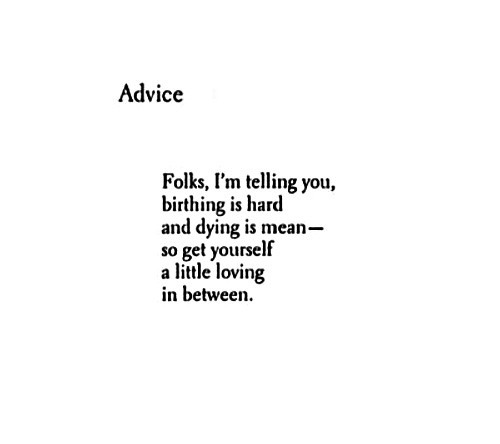 Advice
Folks, I'm telling you,
birthing is hard
and dying is mean—
so get yourself
a little loving
in between.